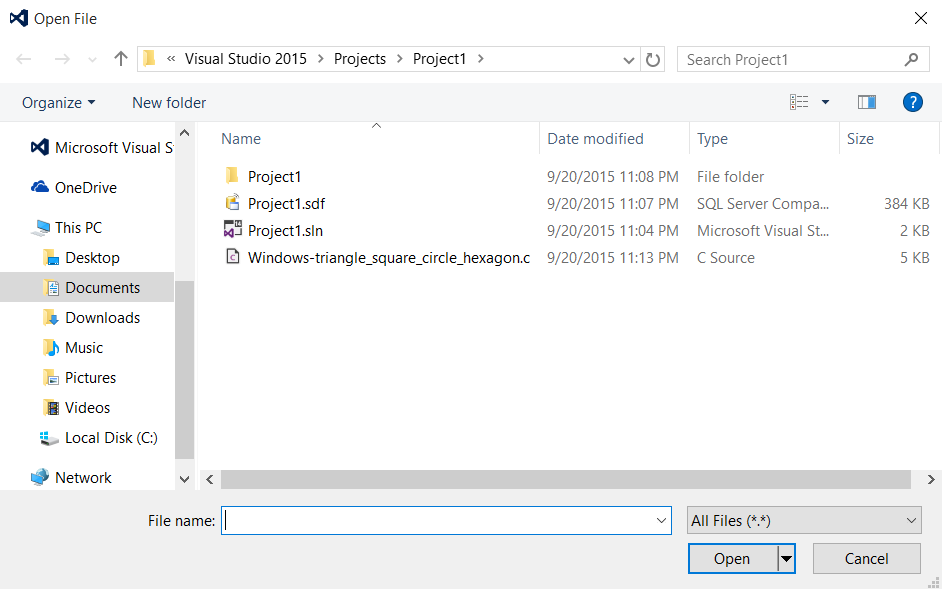 Open File
« Visual Studio 2015 > Projects > Project1 >
Search Project1
Organize New folder
?
Name Date modified Type Size
Microsoft Visual S
OneDrive
This PC
Desktop
Documents
Downloads
Music
Pictures
Videos
Local Disk (C:)
Network
Project1 9/20/2015 11:08 PM File folder
Project1.sdf 9/20/2015 11:07 PM SQL Server Compa... 384 KB
Project1.sln 9/20/2015 11:04 PM Microsoft Visual St... 2 KB
Windows-triangle_square_circle_hexagon.c 9/20/2015 11:13 PM C Source 5 KB
File name: All Files (*.*)
Open Cancel